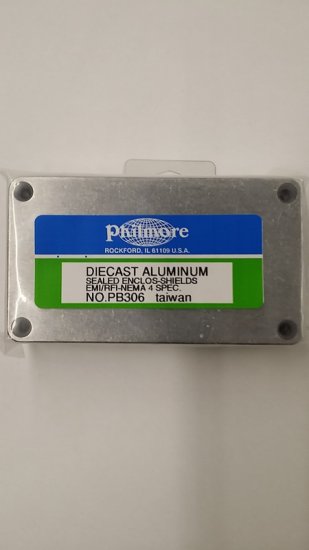 Philmore
ROCKFORD, IL 61109 U.S.A.
DIECAST ALUMINUM
SEALED ENCLOS-SHIELDS
EMI/RFI-NEMA 4 SPEC.
NO.PB306 taiwan